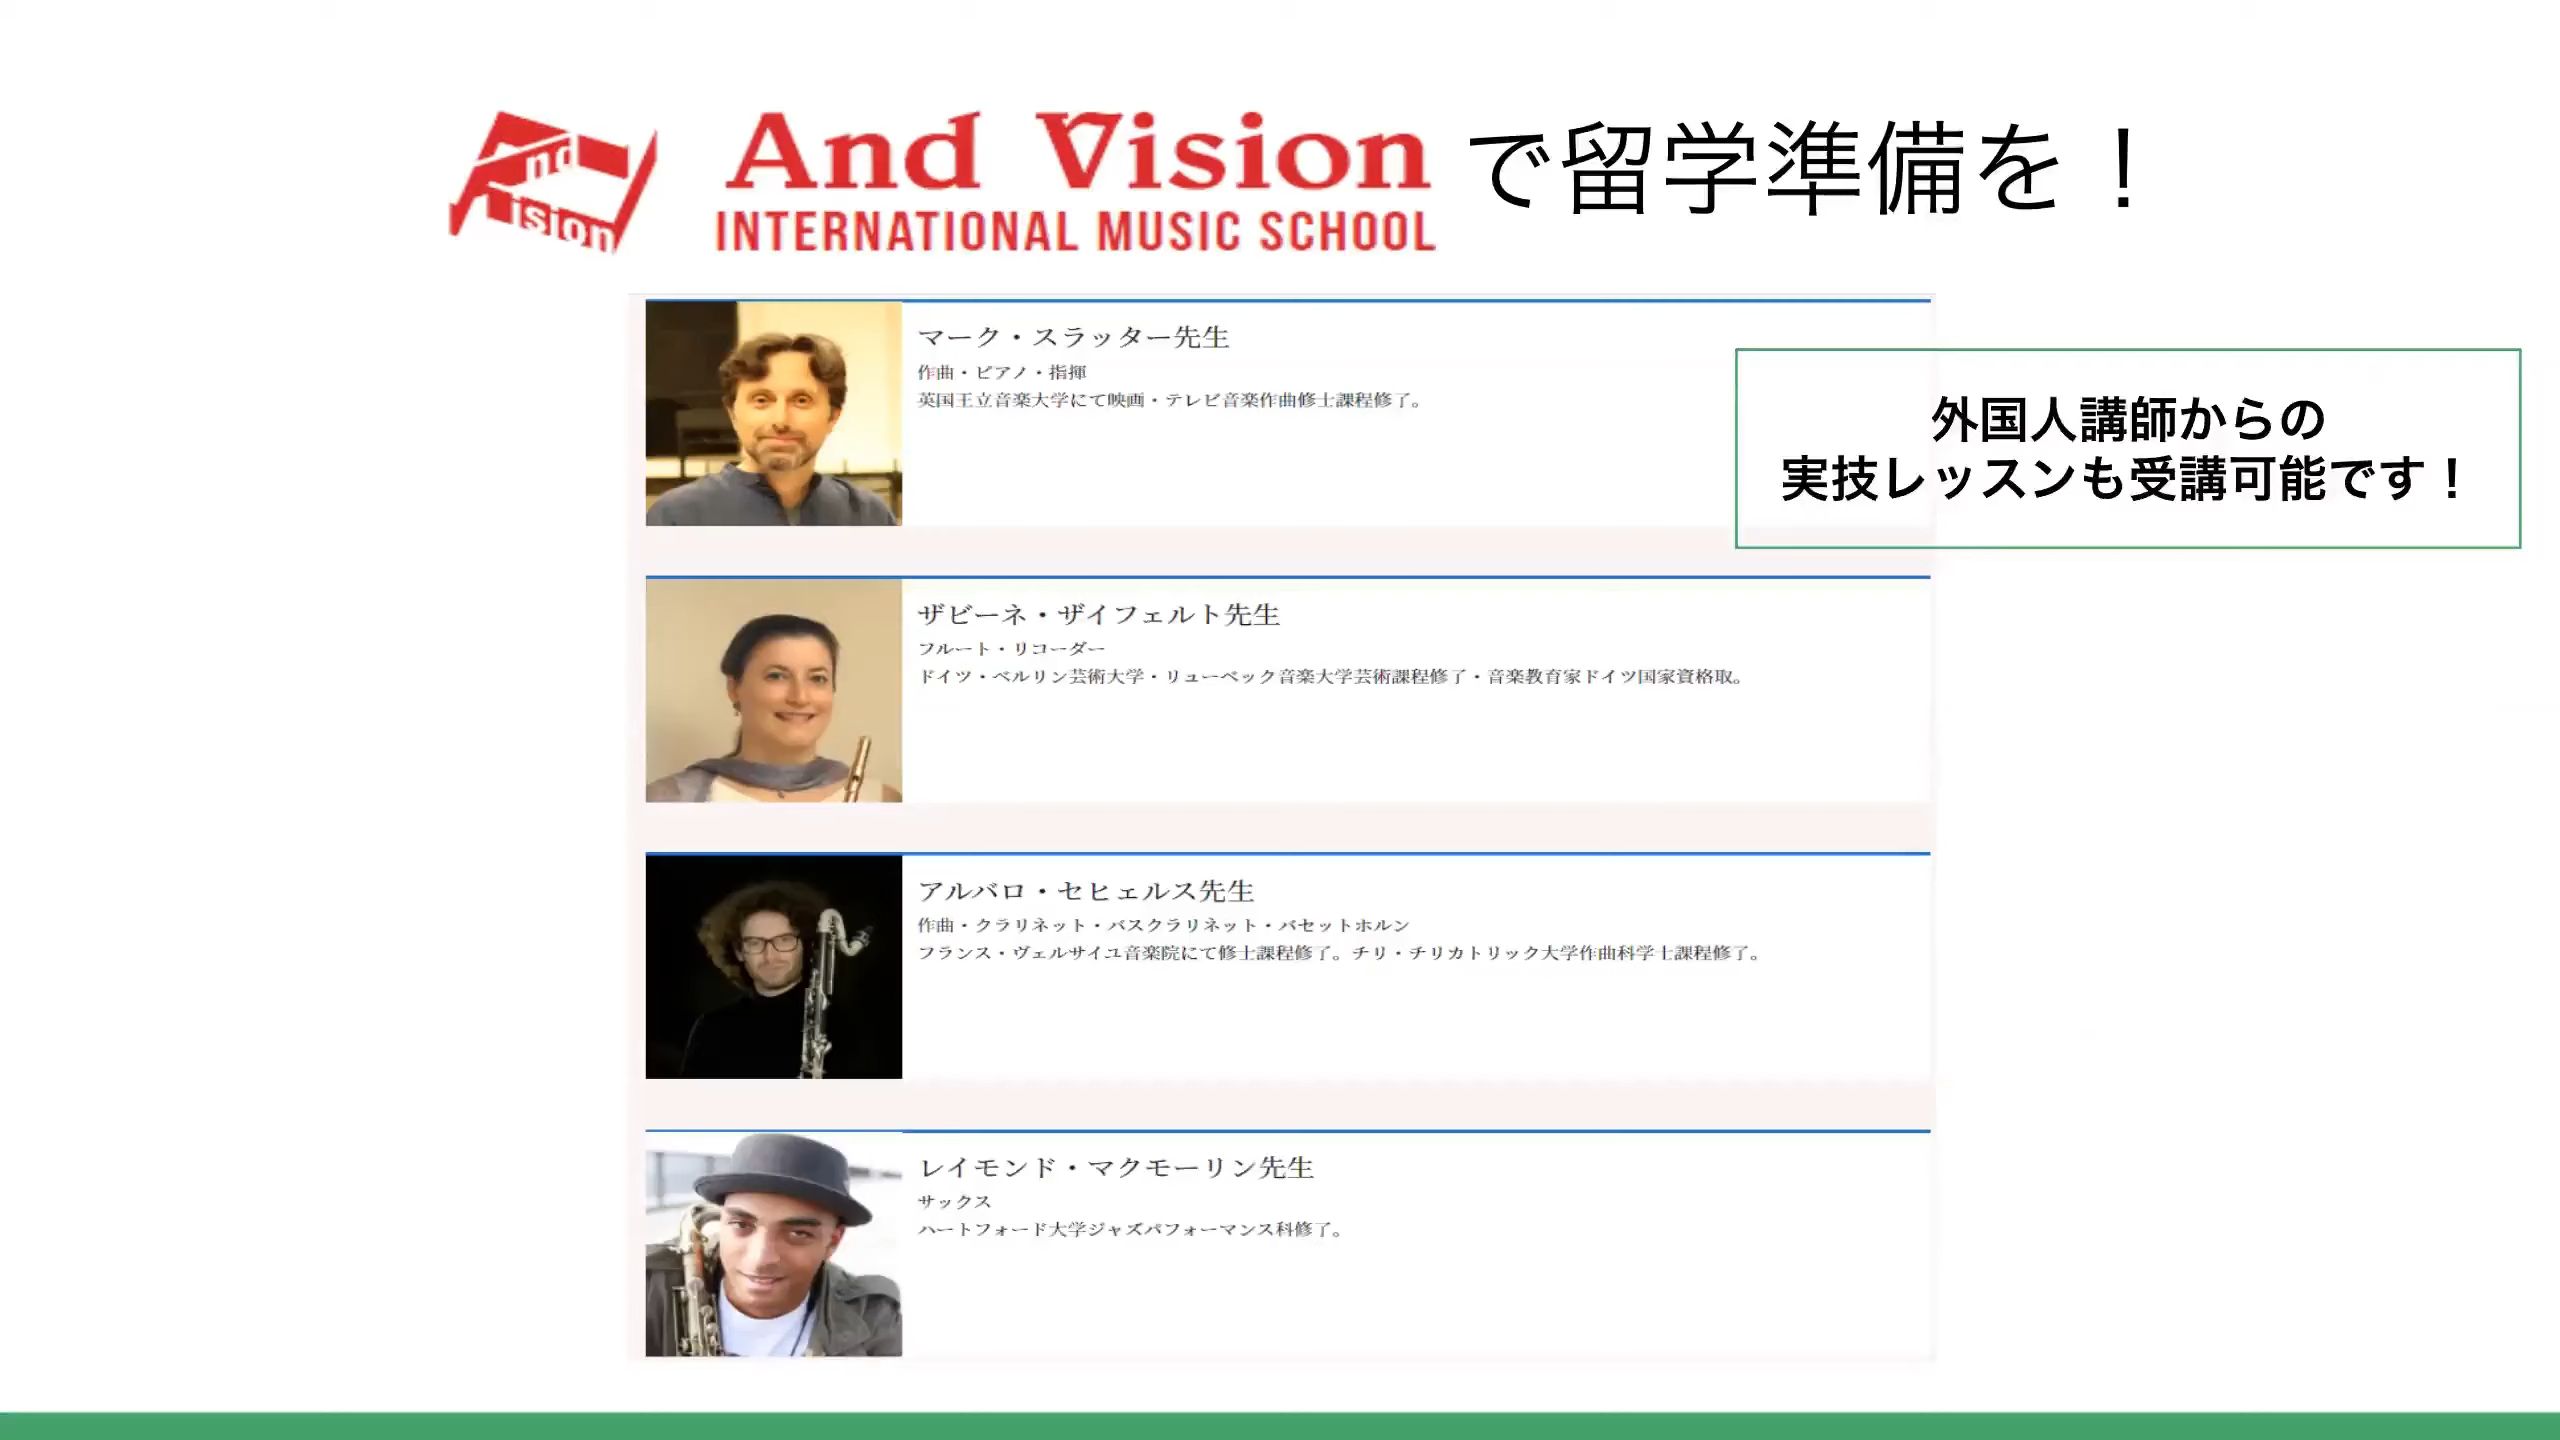 nd
ision
And Vision
INTERNATIONAL MUSIC SCHOOL
で留学準備を！
マーク・スラッター先生
作曲・ピアノ・指揮
英国王立音楽大学にて映画・テレビ音楽作曲修士課程修了。
外国人講師からの
実技レッスンも受講可能です！
ザビーネ・ザイフェルト先生
フルート・リコーダー
ドイツ・ベルリン芸術大学・リューベック音楽大学芸術課程修了・音楽教育家ドイツ国家資格取。
アルバロ・セヒェルス先生
作曲・クラリネット・バスクラリネット・バセットホルン
フランス・ヴェルサイユ音楽院にて修士課程修了。チリ・チリカトリック大学作曲科学士課程修了。
レイモンド・マクモーリン先生
サックス
ハートフォード大学ジャズパフォーマンス科修了。